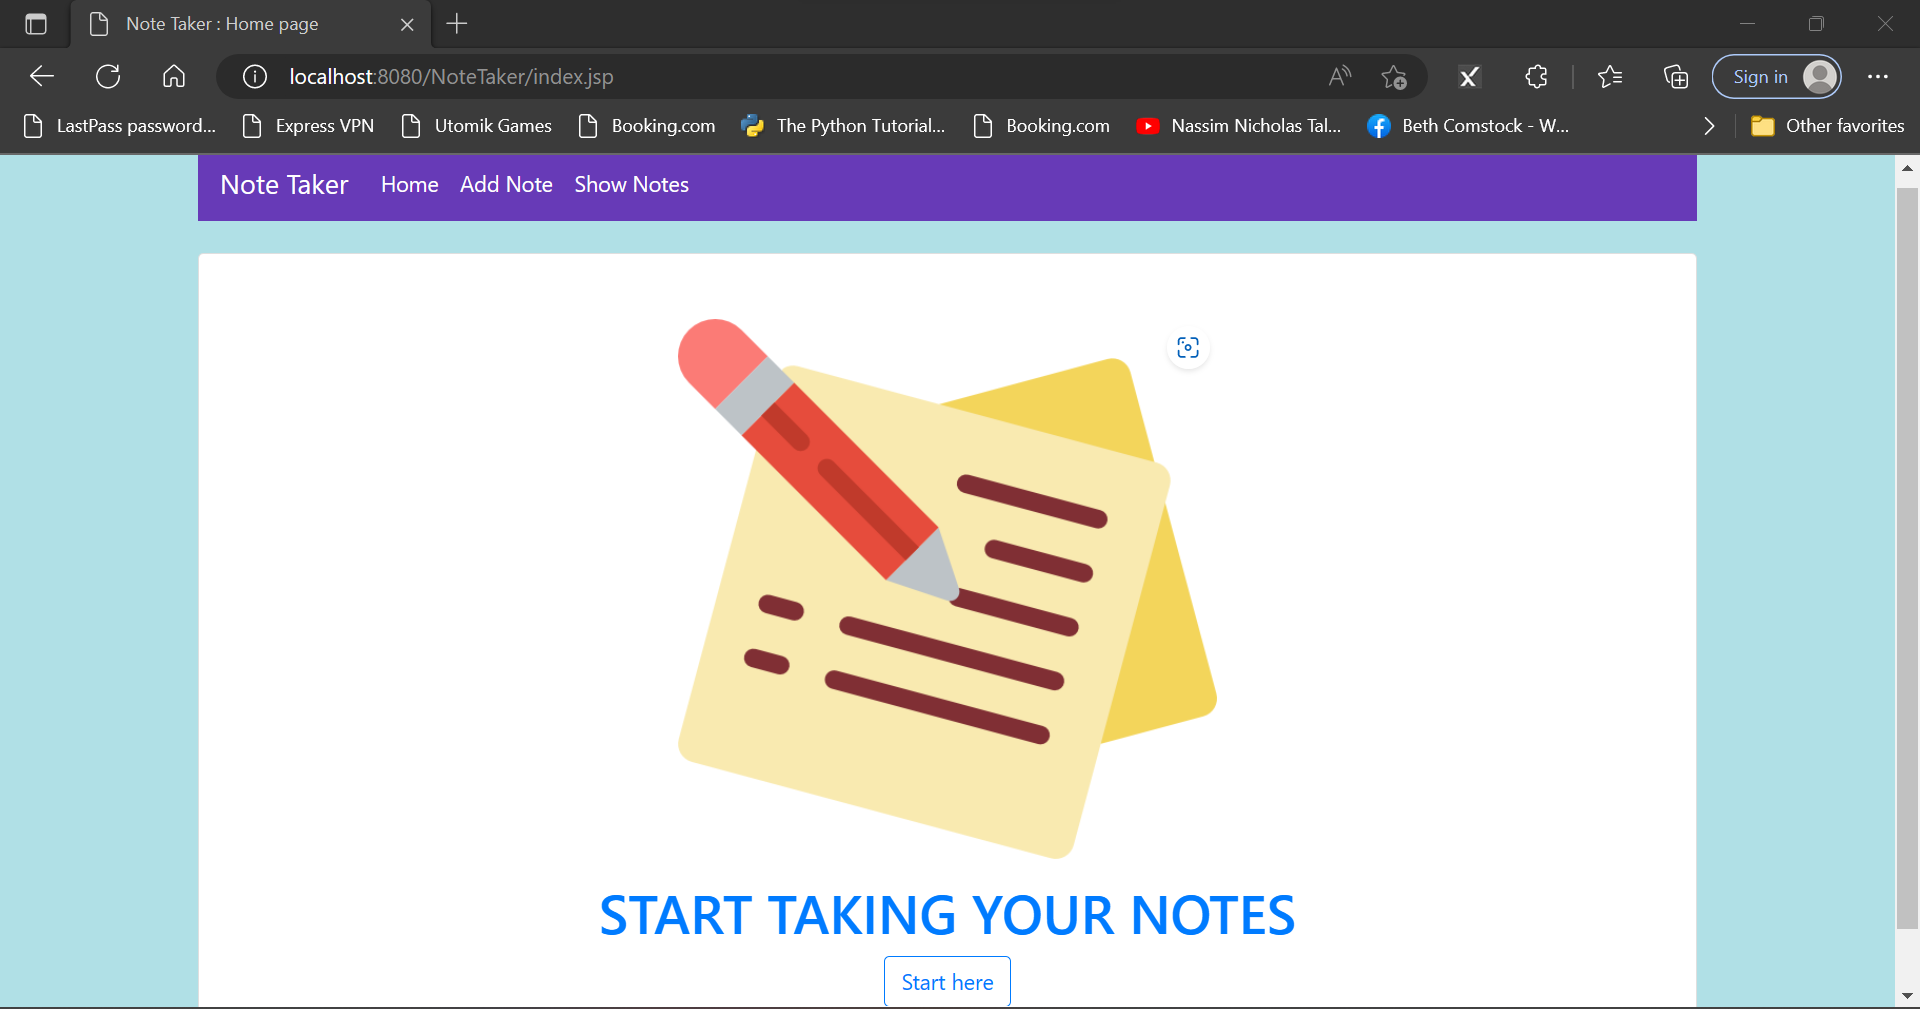 Note Taker : Home page
localhost:8080/NoteTaker/index.jsp
Sign in
LastPass password... Express VPN Utomik Games Booking.com The Python Tutorial... Booking.com Nassim Nicholas Tal... Beth Comstock - W... Other favorites
Note Taker Home Add Note Show Notes
START TAKING YOUR NOTES
Start here